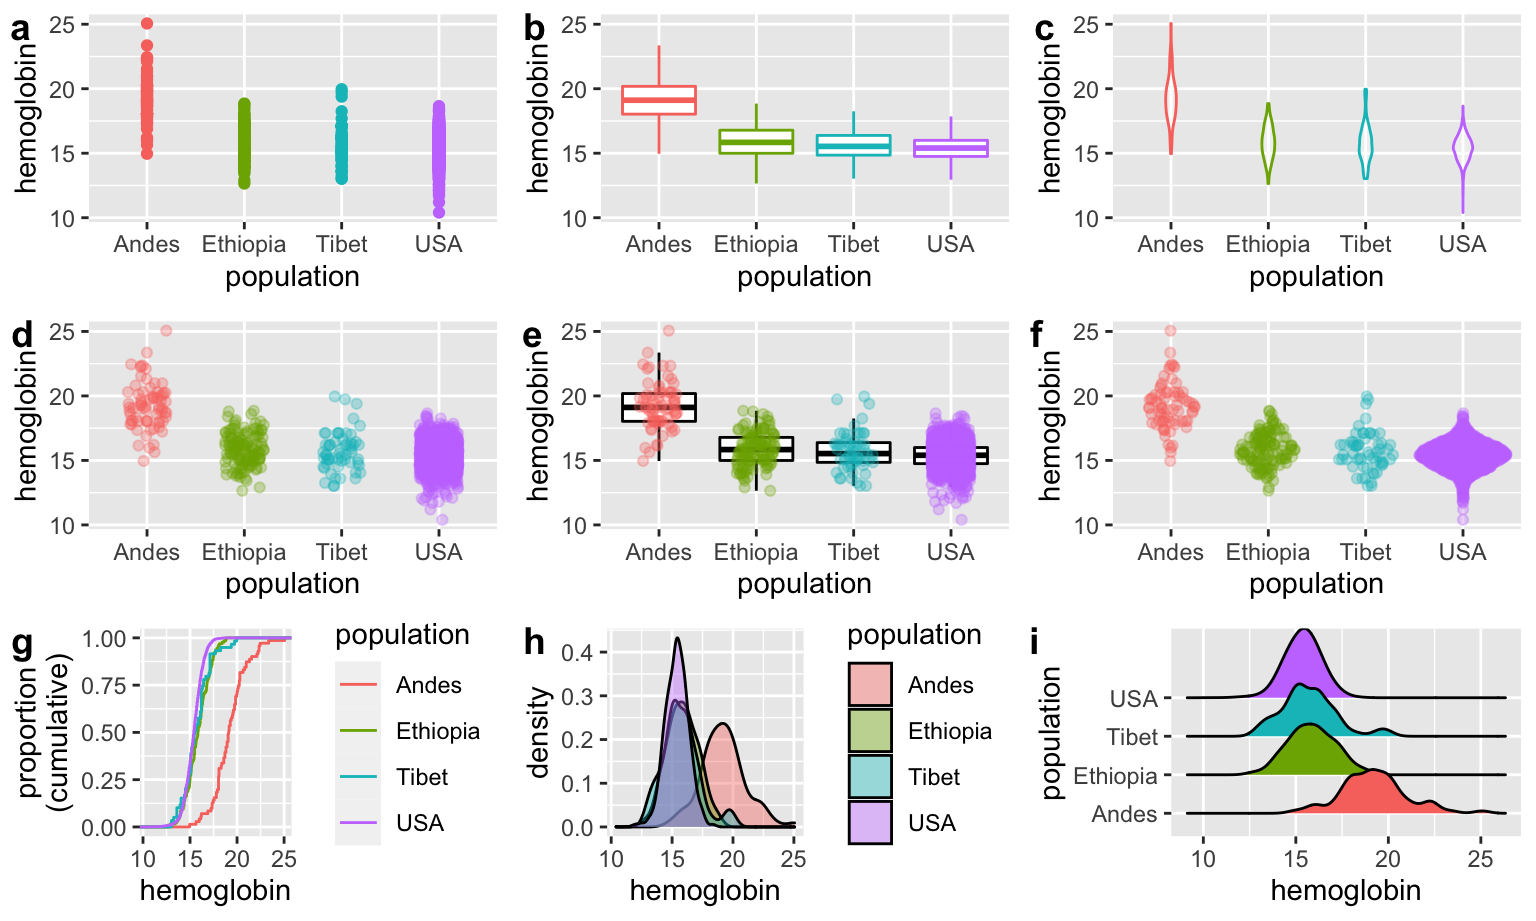 a
hemoglobin
25
20
15
10
Andes Ethiopia Tibet USA
population
b
hemoglobin
25
20
15
10
Andes Ethiopia Tibet USA
population
c
hemoglobin
25
20
15
10
Andes Ethiopia Tibet USA
population
d
hemoglobin
25
20
15
10
Andes Ethiopia Tibet USA
population
e
hemoglobin
25
20
15
10
Andes Ethiopia Tibet USA
population
f
hemoglobin
25
20
15
10
Andes Ethiopia Tibet USA
population
g
proportion
(cumulative)
1.00
0.75
0.50
0.25
0.00
10 15 20 25
hemoglobin
population
Andes
Ethiopia
Tibet
USA
h
density
0.4
0.3
0.2
0.1
0.0
10 15 20 25
hemoglobin
population
Andes
Ethiopia
Tibet
USA
i
population
USA
Tibet
Ethiopia
Andes
10 15 20 25
hemoglobin